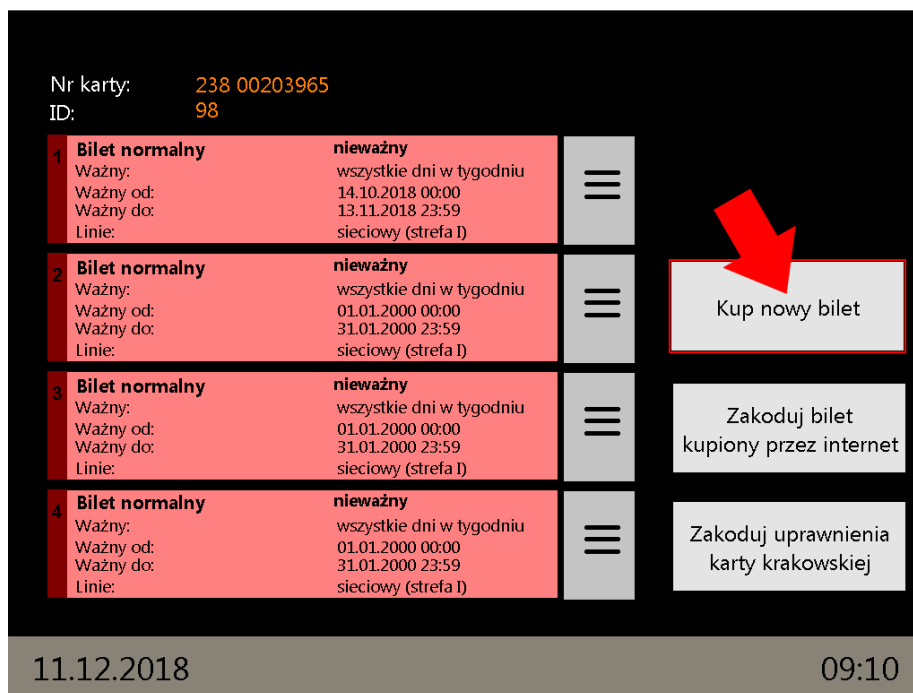 Nr karty: 238 00203965
ID: 98
1 Bilet normalny nieważny
Ważny: wszystkie dni w tygodniu
Ważny od: 14.10.2018 00:00
Ważny do: 13.11.2018 23:59
Linie: sieciowy (strefa I)
2 Bilet normalny nieważny
Ważny: wszystkie dni w tygodniu
Ważny od: 01.01.2000 00:00
Ważny do: 31.01.2000 23:59
Linie: sieciowy (strefa I)
3 Bilet normalny nieważny
Ważny: wszystkie dni w tygodniu
Ważny od: 01.01.2000 00:00
Ważny do: 31.01.2000 23:59
Linie: sieciowy (strefa I)
4 Bilet normalny nieważny
Ważny: wszystkie dni w tygodniu
Ważny od: 01.01.2000 00:00
Ważny do: 31.01.2000 23:59
Linie: sieciowy (strefa I)
Kup nowy bilet
Zakoduj bilet
kupiony przez internet
Zakoduj uprawnienia
karty krakowskiej
11.12.2018 09:10